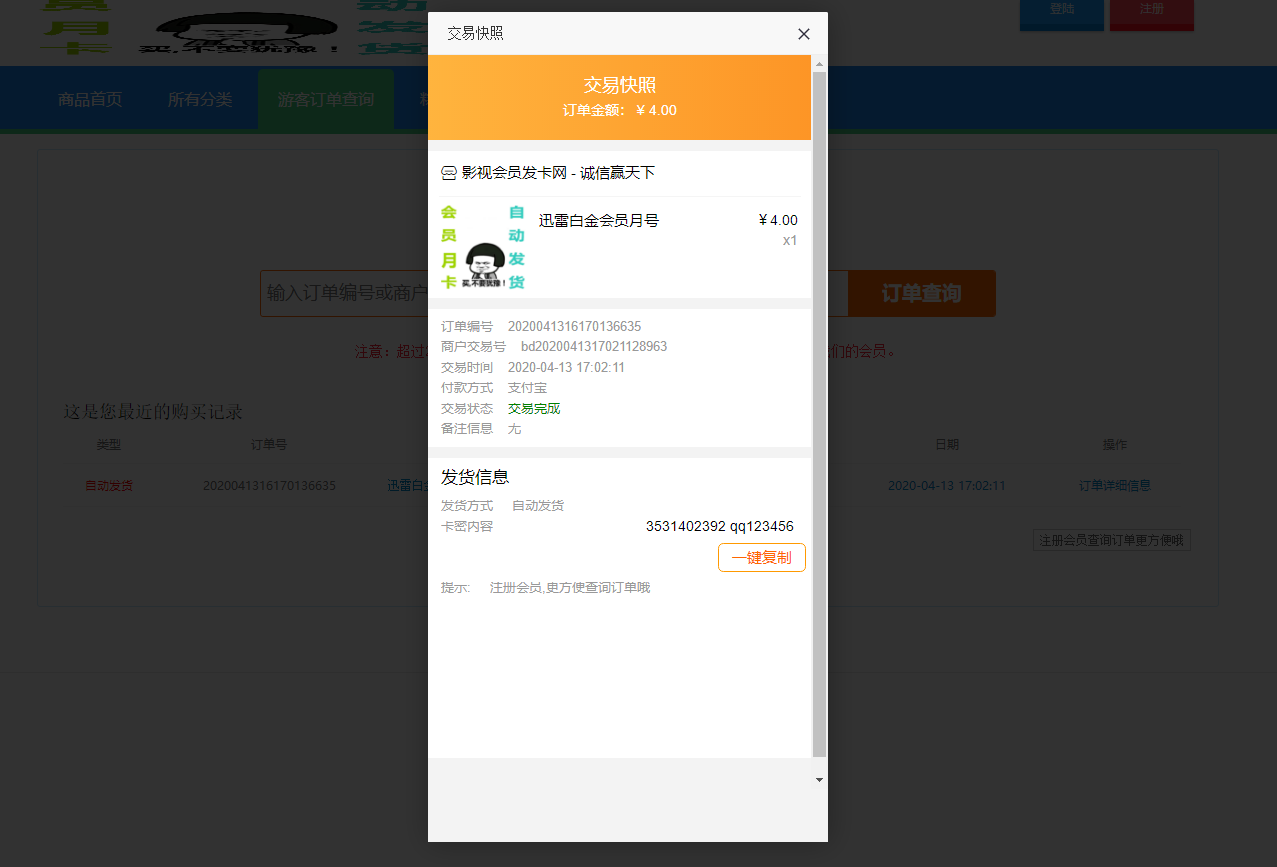 登陆
注册
商品首页
所有分类
游客订单查询
交易快照
交易快照
订单金额： ￥4.00
影视会员发卡网 - 诚信赢天下
会员月卡
自动发货
买,不要犹豫！
迅雷白金会员月号
￥4.00
x1
输入订单编号或商户
订单查询
注意：超过
们的会员。
订单编号 2020041316170136635
商户交易号 bd2020041317021128963
交易时间 2020-04-13 17:02:11
付款方式 支付宝
交易状态 交易完成
备注信息 无
这是您最近的购买记录
类型
订单号
日期
操作
自动发货
2020041316170136635
迅雷白金
2020-04-13 17:02:11
订单详细信息
发货信息
发货方式 自动发货
卡密内容 3531402392 qq123456
一键复制
注册会员查询订单更方便哦
提示: 注册会员,更方便查询订单哦